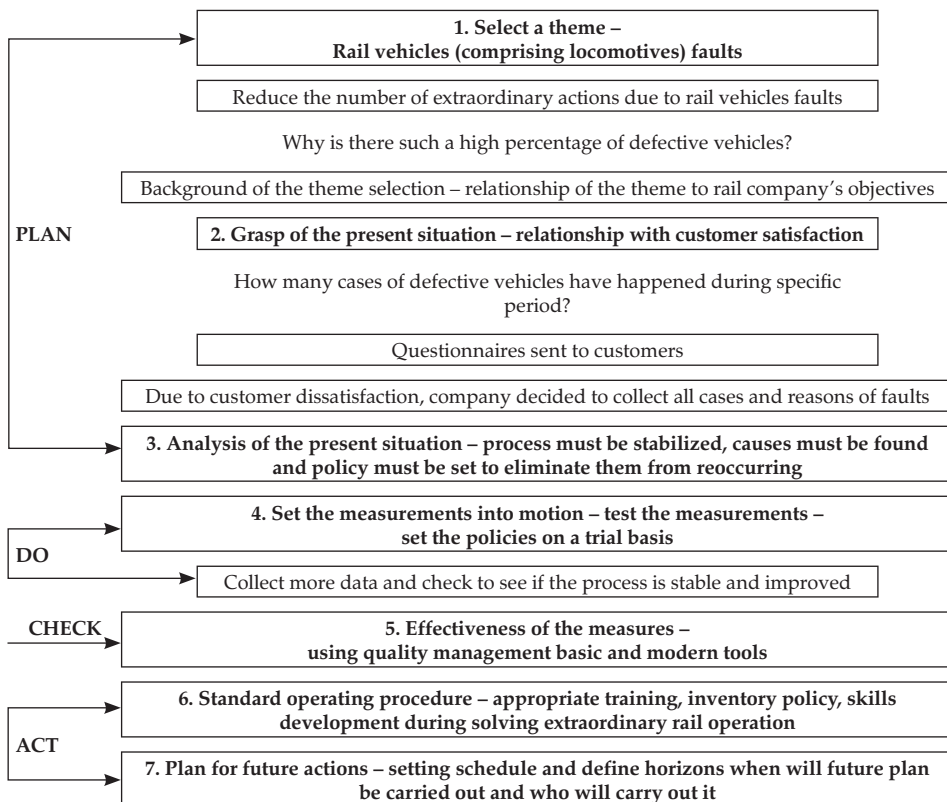 1. Select a theme –
Rail vehicles (comprising locomotives) faults
Reduce the number of extraordinary actions due to rail vehicles faults
Why is there such a high percentage of defective vehicles?
Background of the theme selection – relationship of the theme to rail company's objectives
PLAN
2. Grasp of the present situation – relationship with customer satisfaction
How many cases of defective vehicles have happened during specific
period?
Questionnaires sent to customers
Due to customer dissatisfaction, company decided to collect all cases and reasons of faults
3. Analysis of the present situation – process must be stabilized, causes must be found
and policy must be set to eliminate them from reoccurring
4. Set the measurements into motion – test the measurements –
set the policies on a trial basis
DO
Collect more data and check to see if the process is stable and improved
CHECK
5. Effectiveness of the measures –
using quality management basic and modern tools
6. Standard operating procedure – appropriate training, inventory policy, skills
development during solving extraordinary rail operation
ACT
7. Plan for future actions – setting schedule and define horizons when will future plan
be carried out and who will carry out it